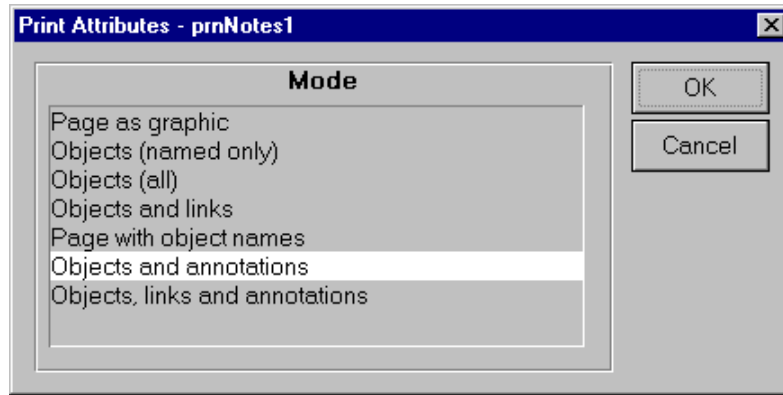 Print Attributes - prnNotes1
Mode
OK
Page as graphic
Objects (named only)
Cancel
Objects (all)
Objects and links
Page with object names
Objects and annotations
Objects, links and annotations